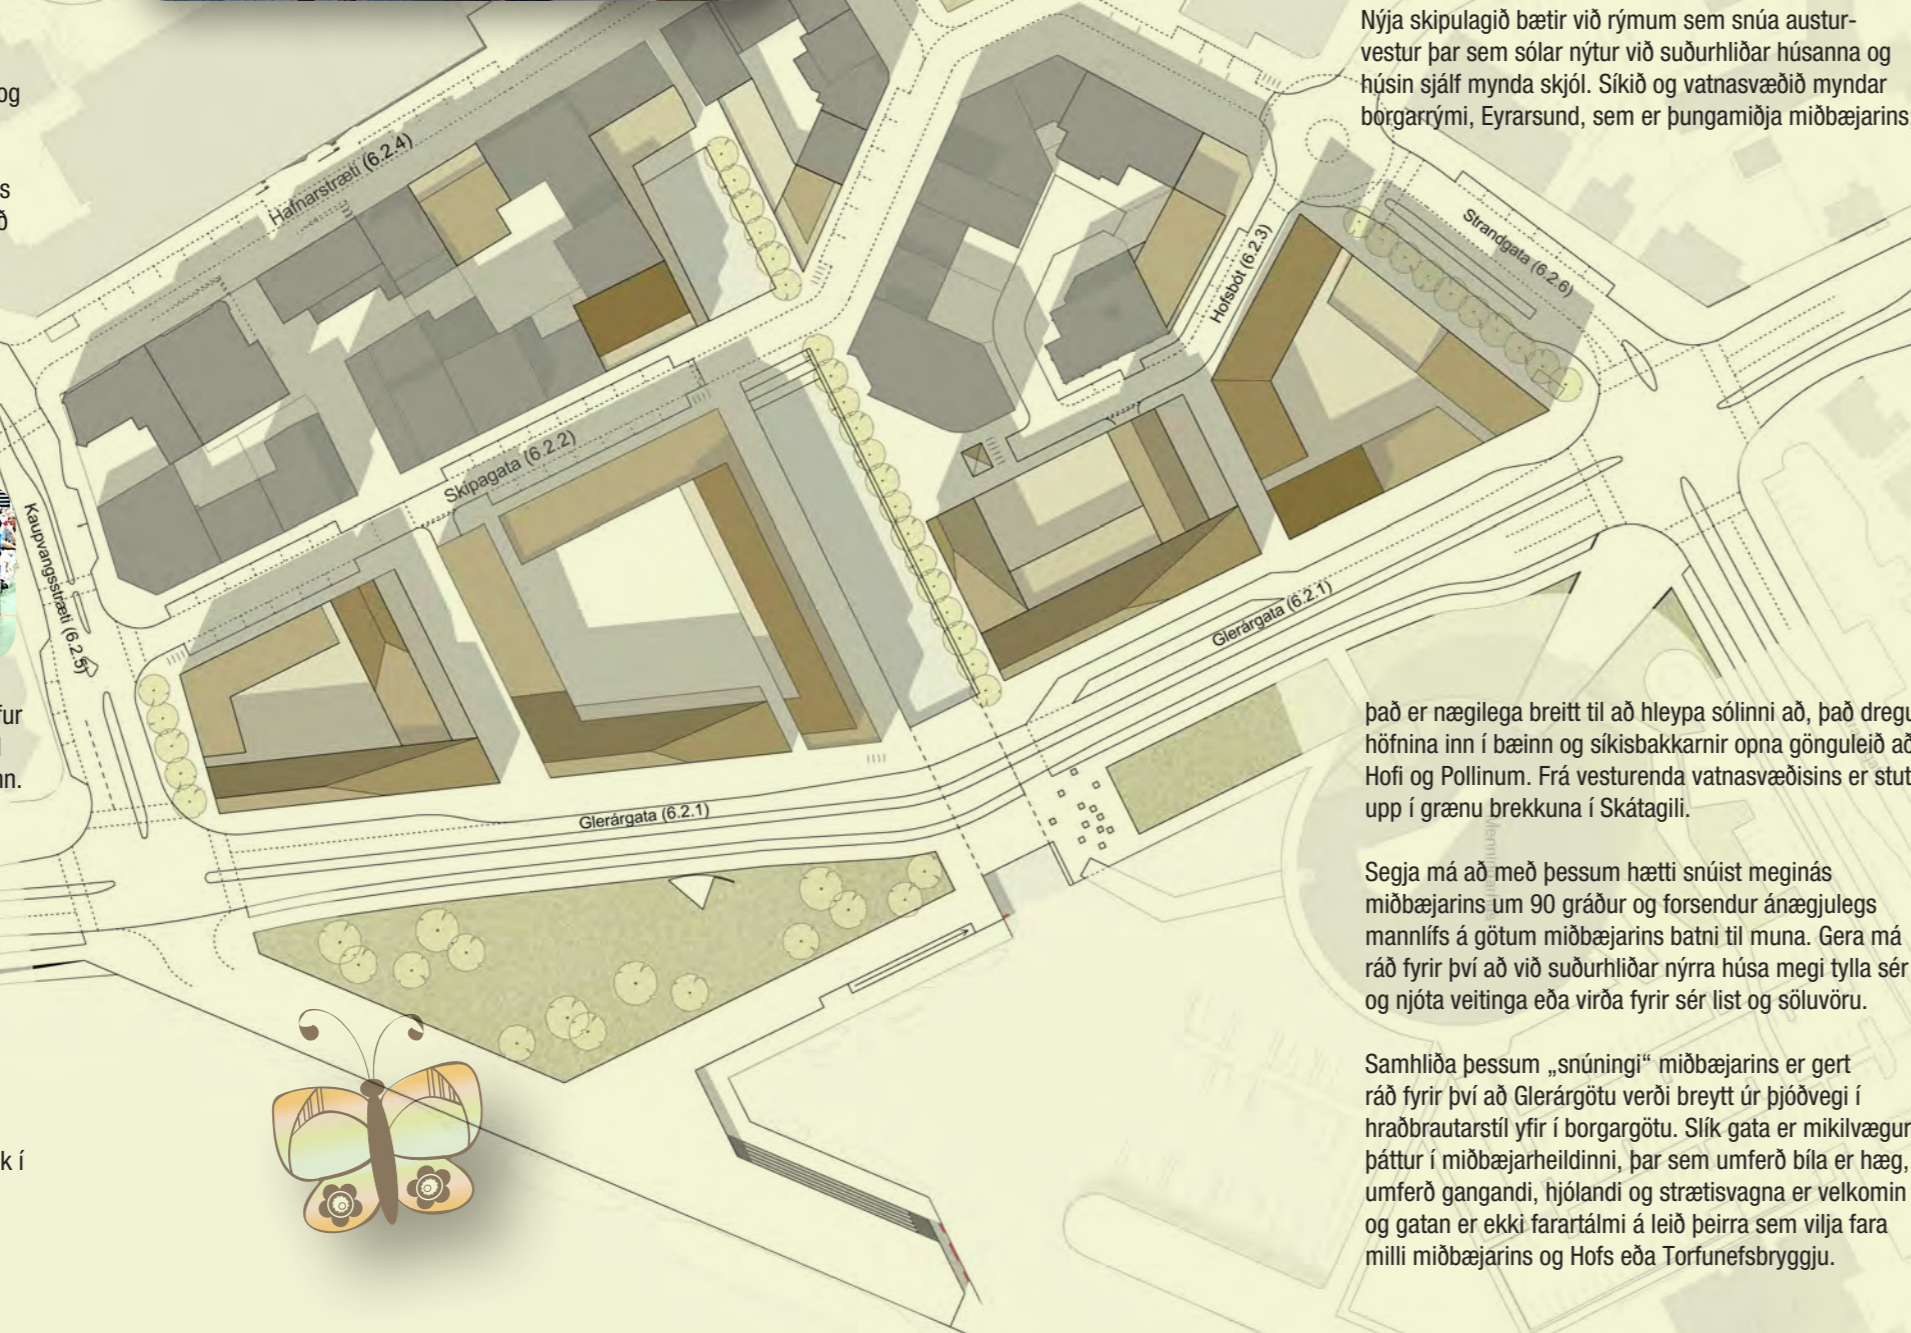 og
s
ð
fur
nn.
k í
Hafnarstræti (6.2.4)
Skipagata (6.2.2)
Kaupvangsstræti (6.2.5)
Hofsbót (6.2.3)
Strandgata (6.2.6)
Glerárgata (6.2.1)
Glerárgata (6.2.1)
Nýja skipulagið bætir við rýmum sem snúa austur-
vestur þar sem sólar nýtur við suðurhliðar húsanna og
húsin sjálf mynda skjól. Síkið og vatnasvæðið myndar
borgarrými, Eyrarsund, sem er þungamiðja miðbæjarins;
það er nægilega breitt til að hleypa sólinni að, það dregu
höfnina inn í bæinn og síkisbakkarnir opna gönguleið að
Hofi og Pollinum. Frá vesturenda vatnasvæðisins er stut
upp í grænu brekkuna í Skátagili.
Segja má að með þessum hætti snúist meginás
miðbæjarins um 90 gráður og forsendur ánægjulegs
mannlífs á götum miðbæjarins batni til muna. Gera má
ráð fyrir því að við suðurhliðar nýrra húsa megi tylla sér
og njóta veitinga eða virða fyrir sér list og söluvöru.
Samhliða þessum „snúningi“ miðbæjarins er gert
ráð fyrir því að Glerárgötu verði breytt úr þjóðvegi í
hraðbrautarstíl yfir í borgargötu. Slík gata er mikilvægur
þáttur í miðbæjarheildinni, þar sem umferð bíla er hæg,
umferð gangandi, hjólandi og strætisvagna er velkomin
og gatan er ekki farartálmi á leið þeirra sem vilja fara
milli miðbæjarins og Hofs eða Torfunefsbryggju.